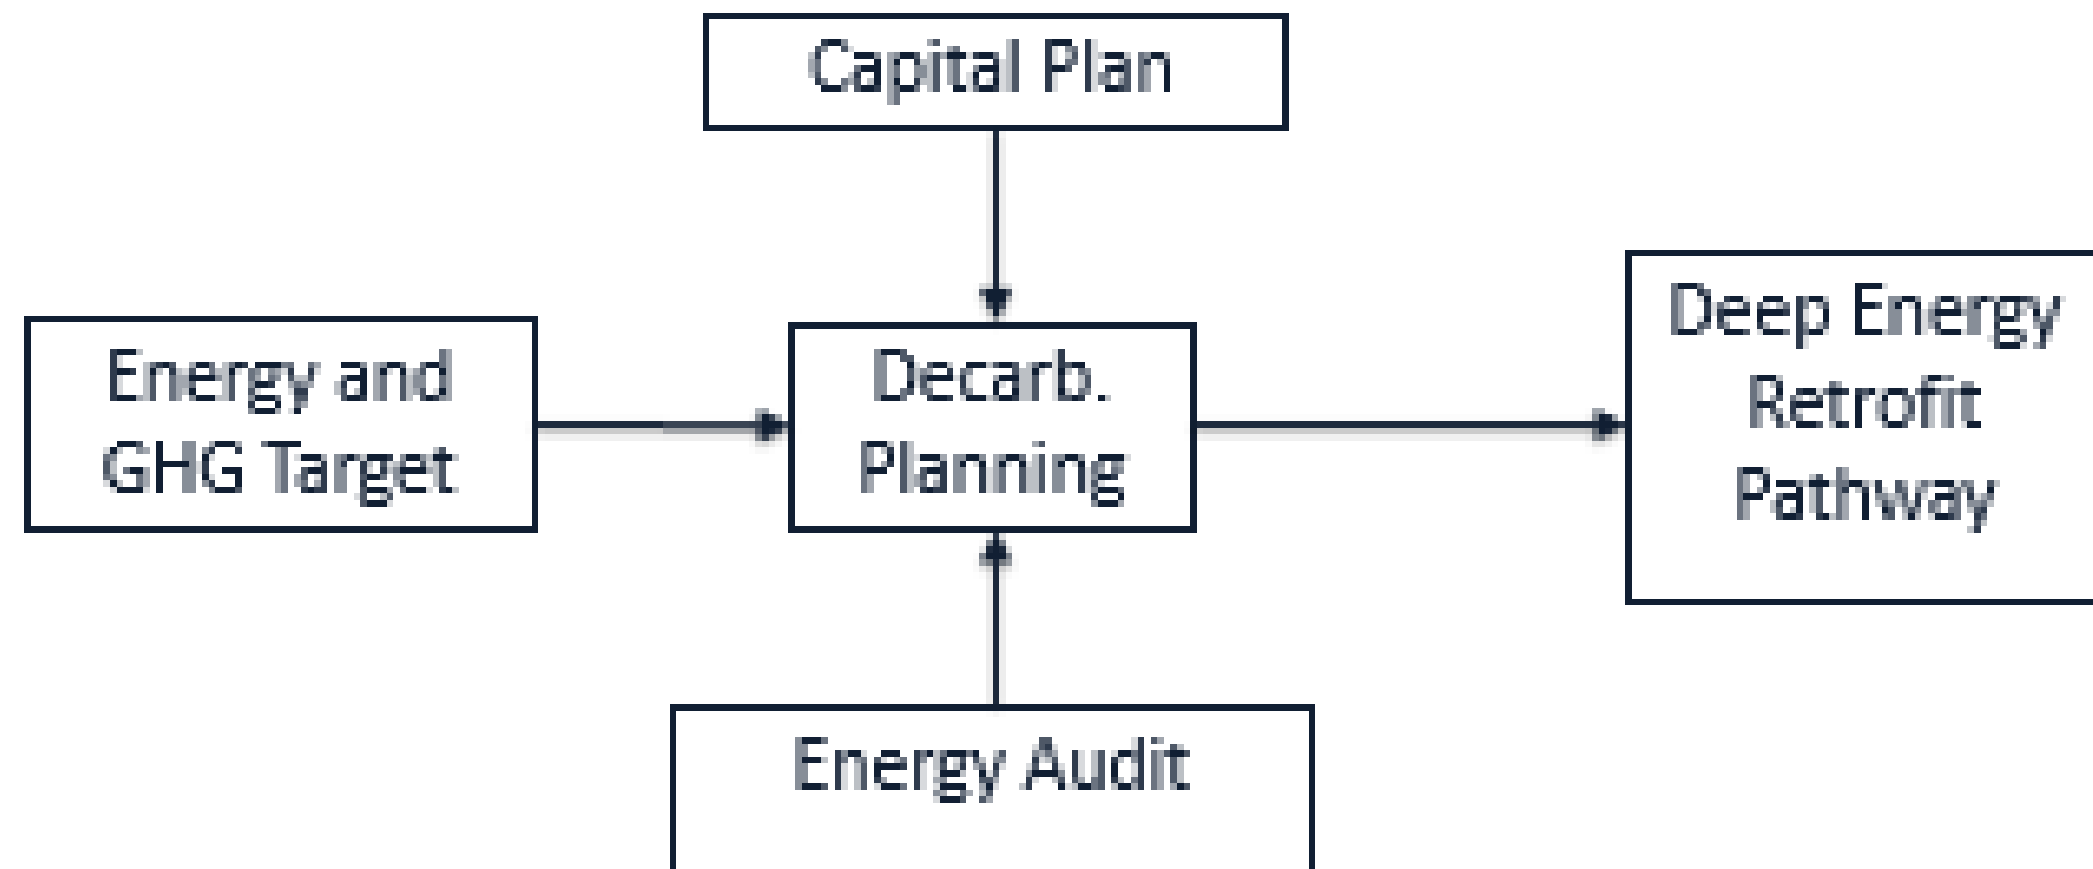 Capital Plan
Energy and
GHG Target
Decarb.
Planning
Deep Energy
Retrofit
Pathway
Energy Audit